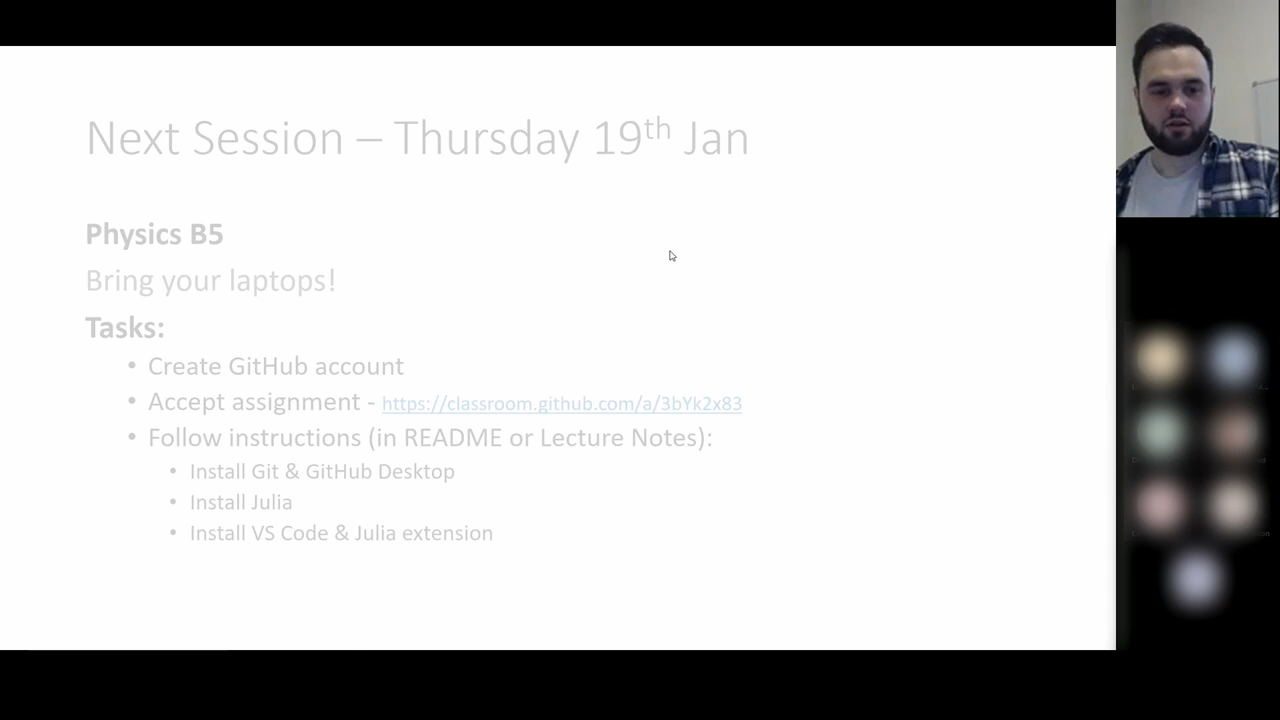 Next Session – Thursday 19th Jan
Physics B5
Bring your laptops!
Tasks:
• Create GitHub account
• Accept assignment - https://classroom.github.com/a/3bYk2x83
• Follow instructions (in README or Lecture Notes):
• Install Git & GitHub Desktop
• Install Julia
• Install VS Code & Julia extension